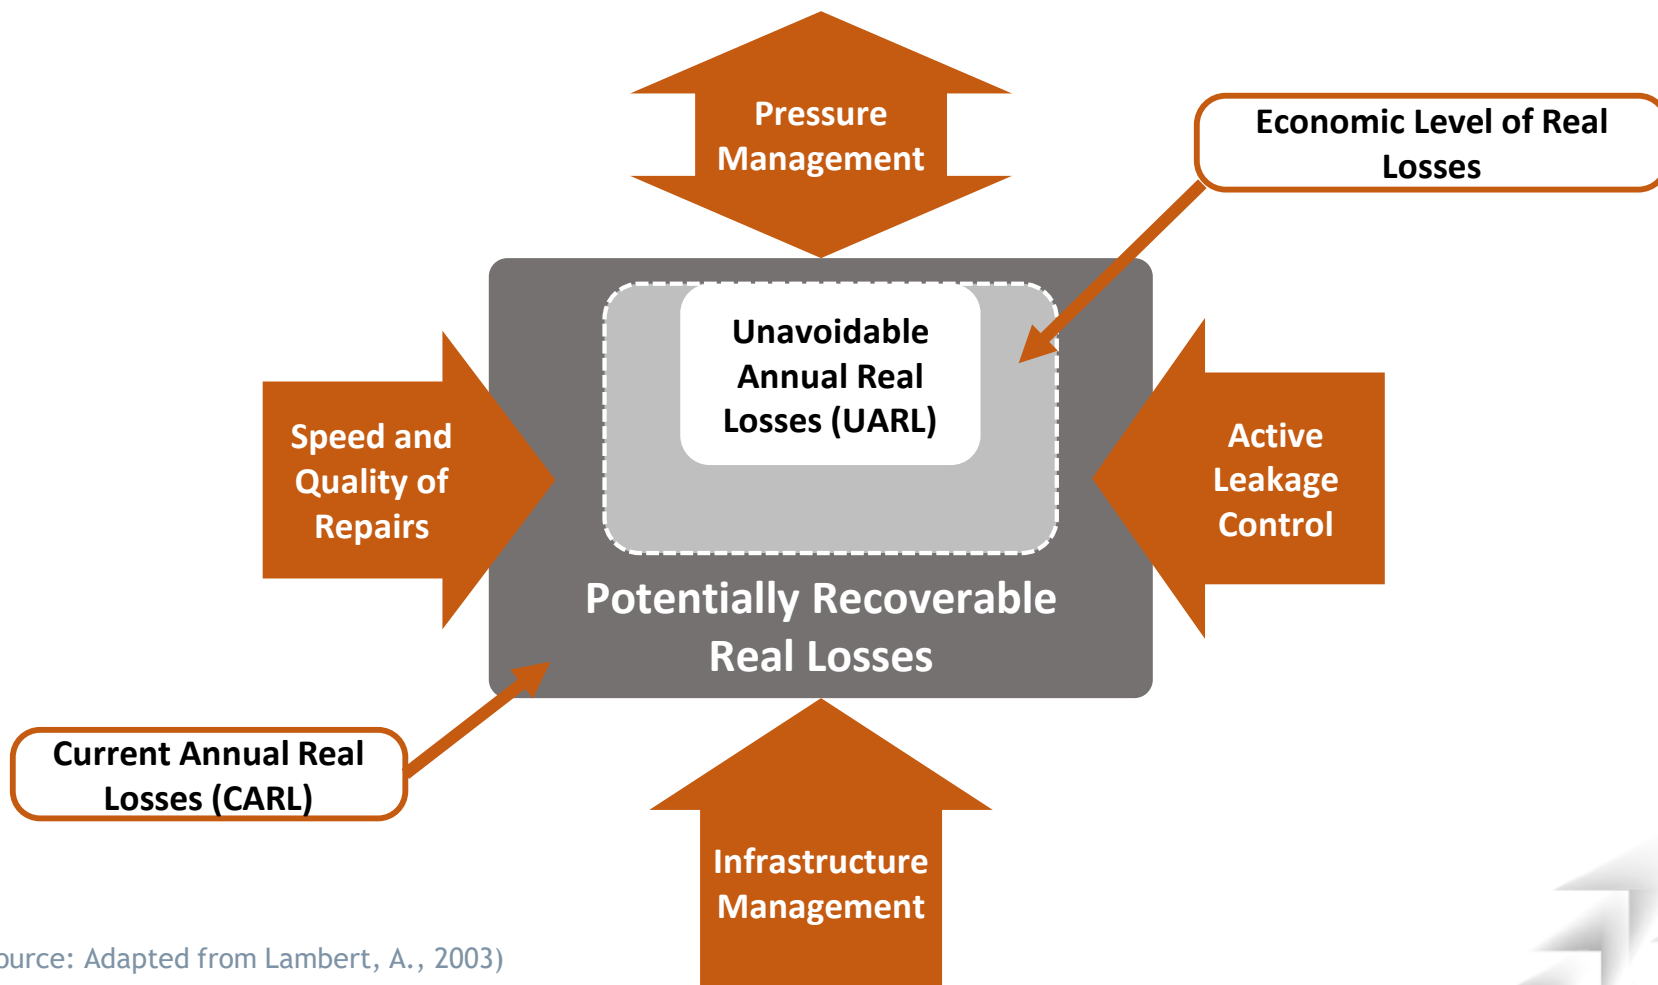 Pressure
Management
Economic Level of Real
Losses
Unavoidable
Annual Real
Losses (UARL)
Speed and
Quality of
Repairs
Active
Leakage
Control
Potentially Recoverable
Real Losses
Current Annual Real
Losses (CARL)
Infrastructure
Management
ource: Adapted from Lambert, A., 2003)